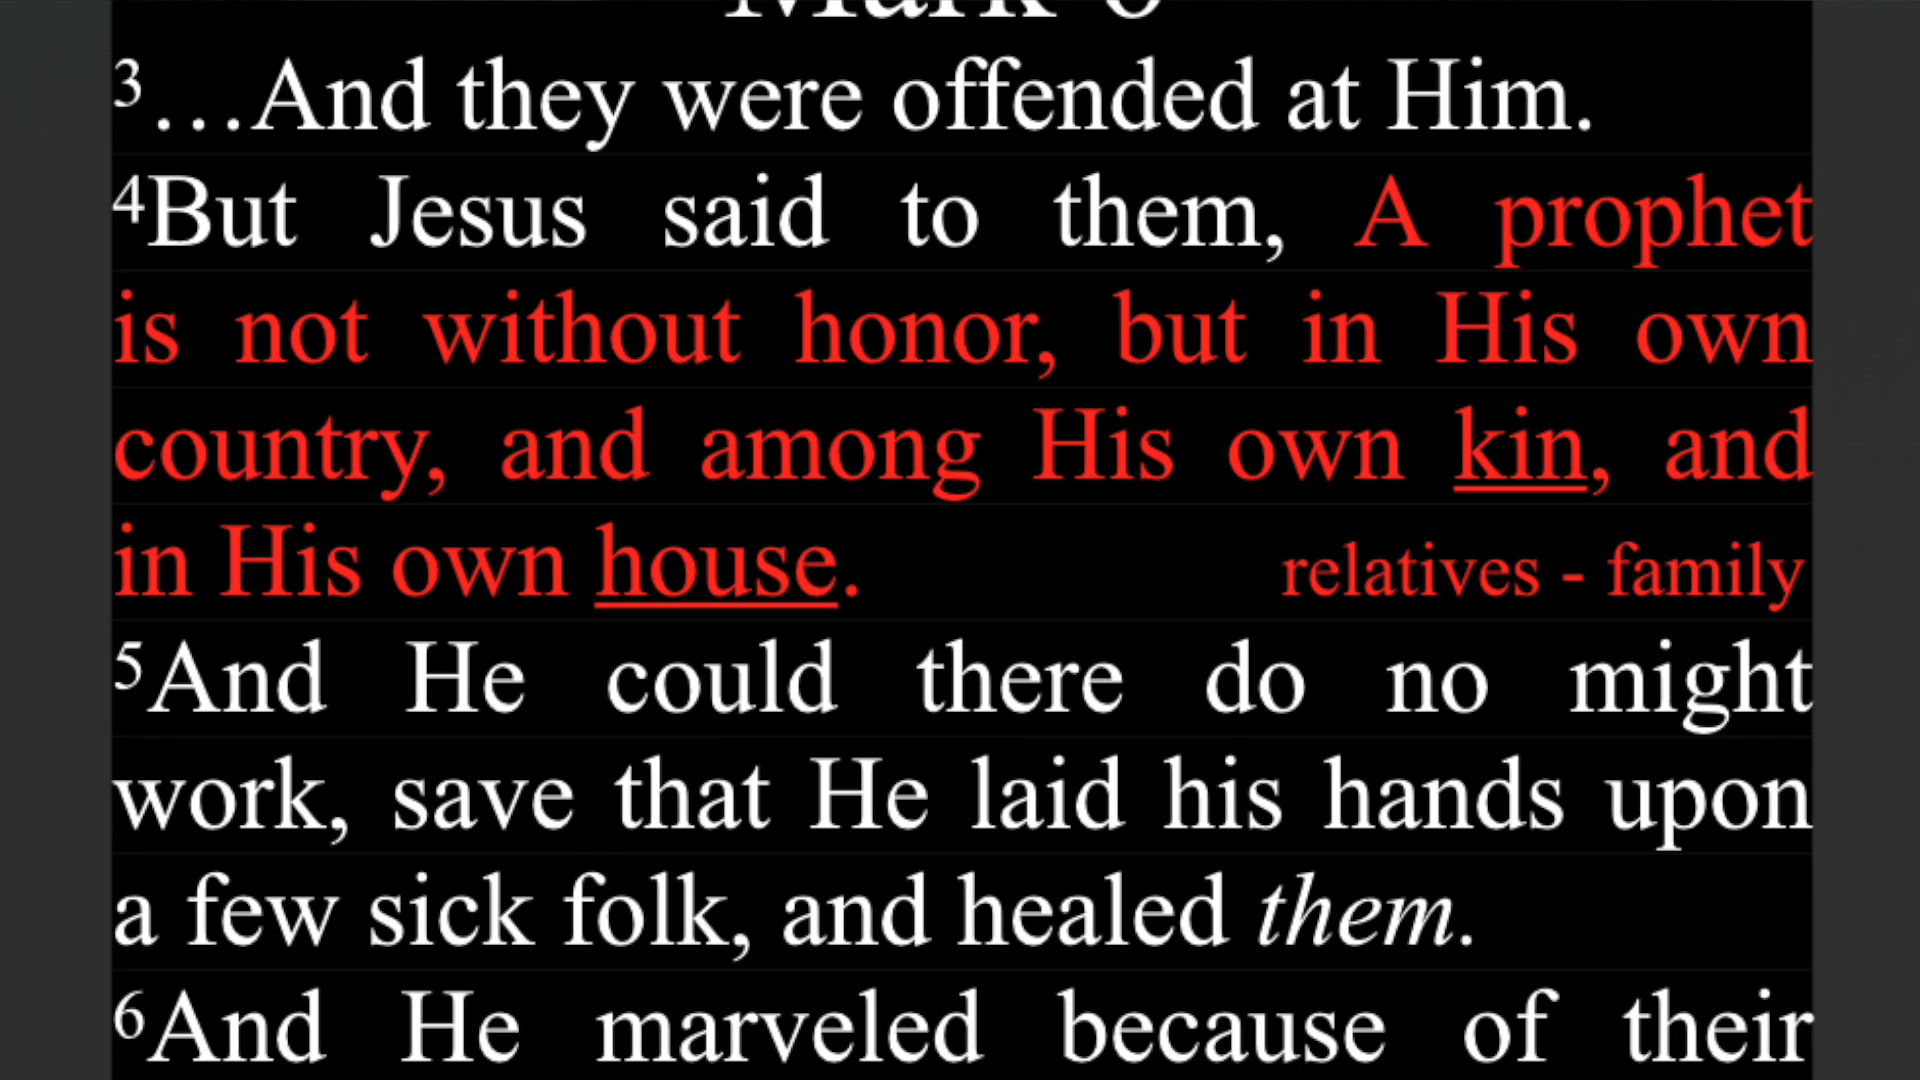 Mark 6
3…And they were offended at Him.
4But Jesus said to them, A prophet
is not without honor, but in His own
country, and among His own kin, and
in His own house. relatives - family
5And He could there do no might
work, save that He laid his hands upon
a few sick folk, and healed them.
6And He marveled because of their